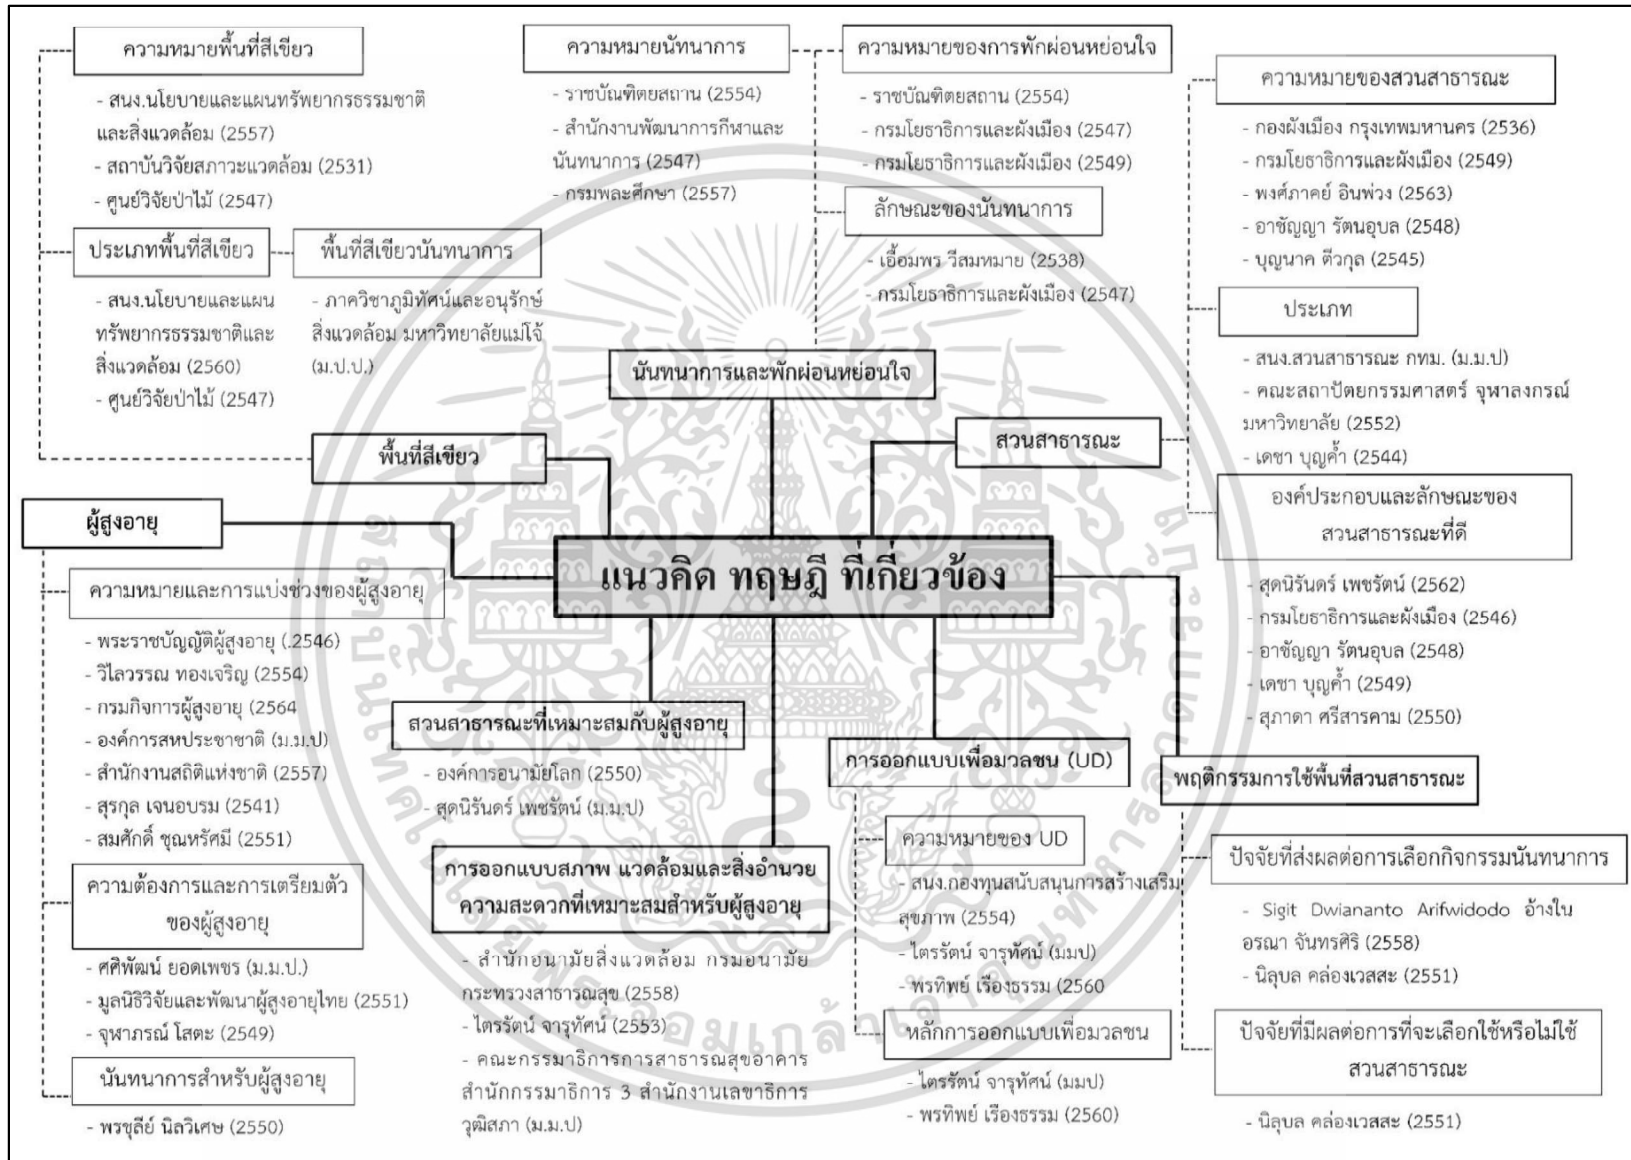 ความหมายพื้นที่สีเขียว
- สนง.นโยบายและแผนทรัพยากรธรรมชาติ
และสิ่งแวดล้อม (2557)
- สถาบันวิจัยสภาวะแวดล้อม (2531)
- ศูนย์วิจัยป่าไม้ (2547)
ประเภทพื้นที่สีเขียว
- สนง.นโยบายและแผน
ทรัพยากรธรรมชาติและ
สิ่งแวดล้อม (2560)
- ศูนย์วิจัยป่าไม้ (2547)
พื้นที่สีเขียวนันทนาการ
- ภาควิชาภูมิทัศน์และอนุรักษ์
สิ่งแวดล้อม มหาวิทยาลัยแม่โจ้
(ม.ป.ป.)
พื้นที่สีเขียว
ความหมายนัทนาการ
- ราชบัณฑิตยสถาน (2554)
- สำนักงานพัฒนาการกีฬาและ
นันทนาการ (2547)
- กรมพละศึกษา (2557)
ความหมายของการพักผ่อนหย่อนใจ
- ราชบัณฑิตยสถาน (2554)
- กรมโยธาธิการและผังเมือง (2547)
- กรมโยธาธิการและผังเมือง (2549)
ลักษณะของนันทนาการ
- เอื้อมพร วีสมหมาย (2538)
- กรมโยธาธิการและผังเมือง (2547)
นันทนาการและพักผ่อนหย่อนใจ
ความหมายของสวนสาธารณะ
- กองผังเมือง กรุงเทพมหานคร (2536)
- กรมโยธาธิการและผังเมือง (2549)
- พงศ์ภาคย์ อินพ่วง (2563)
- อาชัญญา รัตนอุบล (2548)
- บุญนาค ตีวกุล (2545)
ประเภท
- สนง.สวนสาธารณะ กทม. (ม.ม.ป)
- คณะสถาปัตยกรรมศาสตร์ จุฬาลงกรณ์
มหาวิทยาลัย (2552)
- เดชา บุญค้ำ (2544)
สวนสาธารณะ
องค์ประกอบและลักษณะของ
สวนสาธารณะที่ดี
- สุดนิรันดร์ เพชรัตน์ (2562)
- กรมโยธาธิการและผังเมือง (2546)
- อาชัญญา รัตนอุบล (2548)
- เดชา บุญค้ำ (2549)
- สุภาดา ศรีสารคาม (2550)
แนวคิด ทฤษฎี ที่เกี่ยวข้อง
ผู้สูงอายุ
ความหมายและการแบ่งช่วงของผู้สูงอายุ
- พระราชบัญญัติผู้สูงอายุ (.2546)
- วิไลวรรณ ทองเจริญ (2554)
- กรมกิจการผู้สูงอายุ (2564
- องค์การสหประชาชาติ (ม.ม.ป)
- สำนักงานสถิติแห่งชาติ (2557)
- สุรกุล เจนอบรม (2541)
- สมศักดิ์ ชุณหรัศมี (2551)
ความต้องการและการเตรียมตัว
ของผู้สูงอายุ
- ศศิพัฒน์ ยอดเพชร (ม.ม.ป.)
- มูลนิธิวิจัยและพัฒนาผู้สูงอายุไทย (2551)
- จุฬาภรณ์ โสตะ (2549)
นันทนาการสำหรับผู้สูงอายุ
- พรชุลีย์ นิลวิเศษ (2550)
สวนสาธารณะที่เหมาะสมกับผู้สูงอายุ
- องค์การอนามัยโลก (2550)
- สุดนิรันดร์ เพชรัตน์ (ม.ม.ป)
การออกแบบสภาพ แวดล้อมและสิ่งอำนวย
ความสะดวกที่เหมาะสมสำหรับผู้สูงอายุ
- สำนักอนามัยสิ่งแวดล้อม กรมอนามัย
กระทรวงสาธารณสุข (2558)
- ไตรรัตน์ จารุทัศน์ (2553)
- คณะกรรมาธิการการสาธารณสุขอาคาร
สำนักกรรมาธิการ 3 สำนักงานเลขาธิการ
วุฒิสภา (ม.ม.ป)
การออกแบบเพื่อมวลชน (UD)
ความหมายของ UD
- สนง.กองทุนสนับสนุนการสร้างเสริม
สุขภาพ (2554)
- ไตรรัตน์ จารุทัศน์ (มมป)
- พรทิพย์ เรืองธรรม (2560
หลักการออกแบบเพื่อมวลชน
- ไตรรัตน์ จารุทัศน์ (มมป)
- พรทิพย์ เรืองธรรม (2560)
พฤติกรรมการใช้พื้นที่สวนสาธารณะ
ปัจจัยที่ส่งผลต่อการเลือกกิจกรรมนันทนาการ
- Sigit Dwiananto Arifwidodo อ้างใน
อรณา จันทรศิริ (2558)
- นิลุบล คล่องเวสสะ (2551)
ปัจจัยที่มีผลต่อการที่จะเลือกใช้หรือไม่ใช้
สวนสาธารณะ
- นิลุบล คล่องเวสสะ (2551)
สถาบันเทคโนโลยีพระจอมเกล้าเจ้าคุณทหารลาดกระบัง